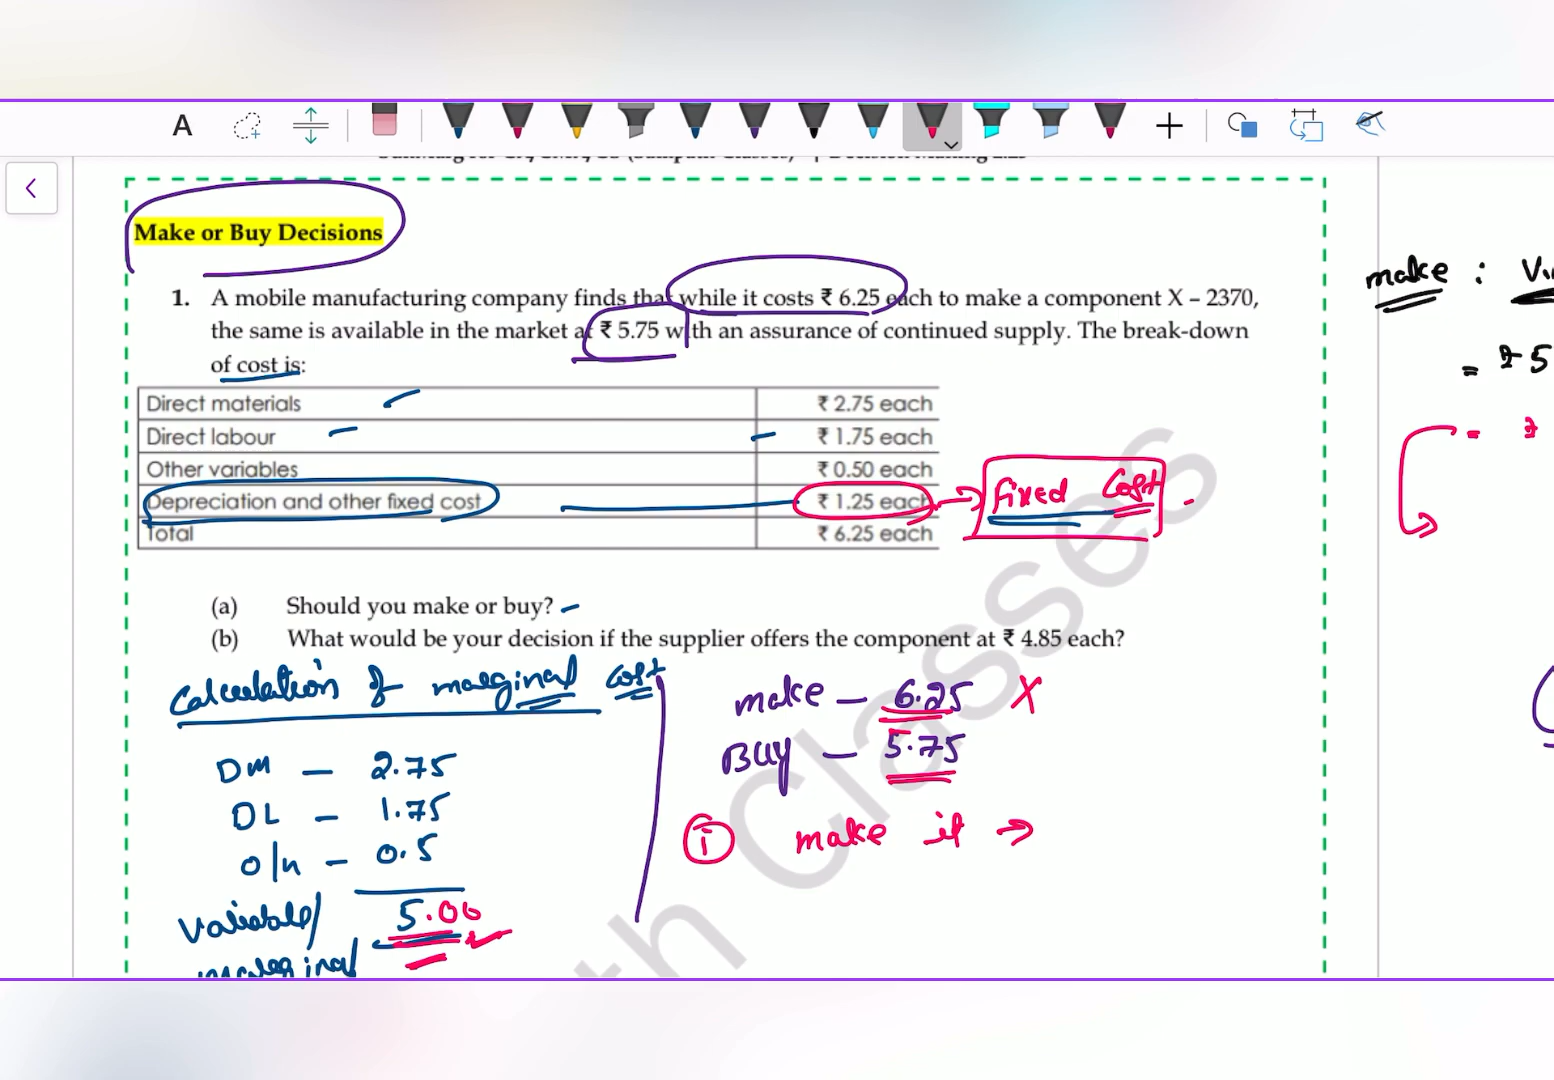 A
Make or Buy Decisions
1. A mobile manufacturing company finds that while it costs ₹ 6.25 each to make a component X – 2370,
the same is available in the market at ₹ 5.75 with an assurance of continued supply. The break-down
of cost is:
Direct materials ₹ 2.75 each
Direct labour ₹ 1.75 each
Other variables ₹ 0.50 each
Depreciation and other fixed cost ₹ 1.25 each fixed cost
Total ₹ 6.25 each
(a) Should you make or buy?
(b) What would be your decision if the supplier offers the component at ₹ 4.85 each?
Calculation of marginal cost
DM — 2.75
DL — 1.75
o/h — 0.5
Variable/ 5.00
marginal
make — 6.25 X
Buy — 5.75
i make it →
make :
= ₹ 5
= ₹
th Classes